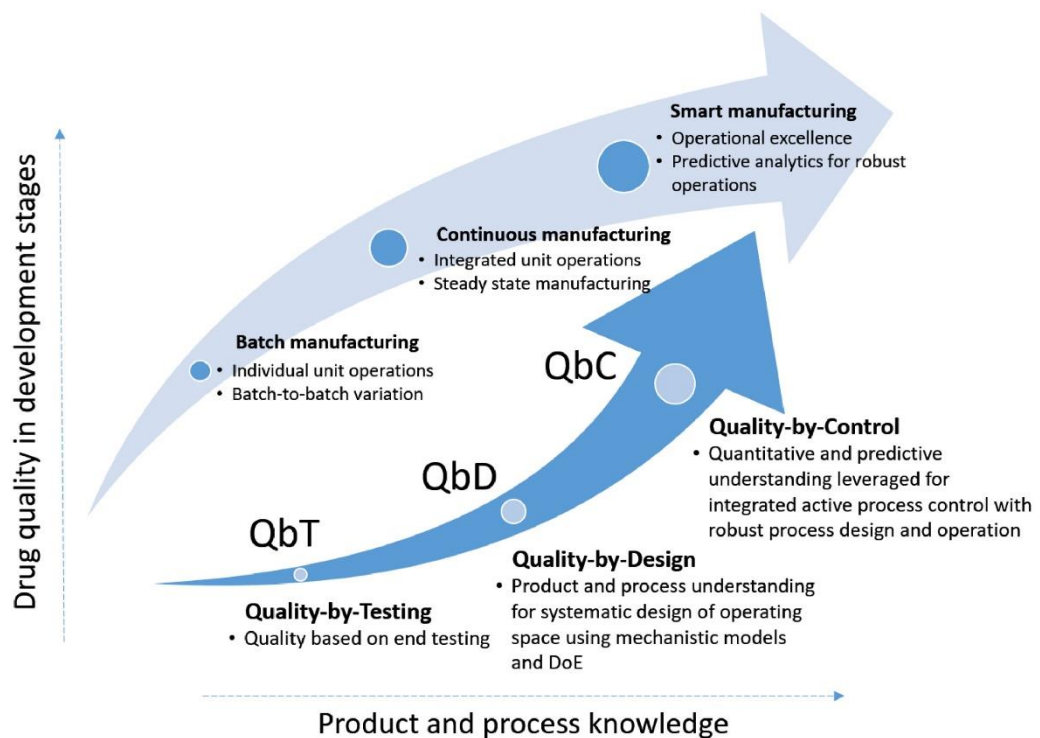 Drug quality in development stages
Smart manufacturing
• Operational excellence
• Predictive analytics for robust
operations
Continuous manufacturing
• Integrated unit operations
• Steady state manufacturing
Batch manufacturing
• Individual unit operations
• Batch-to-batch variation
QbC
Quality-by-Control
• Quantitative and predictive
understanding leveraged for
integrated active process control with
robust process design and operation
QbD
Quality-by-Design
• Product and process understanding
for systematic design of operating
space using mechanistic models
and DoE
QbT
Quality-by-Testing
• Quality based on end testing
Product and process knowledge